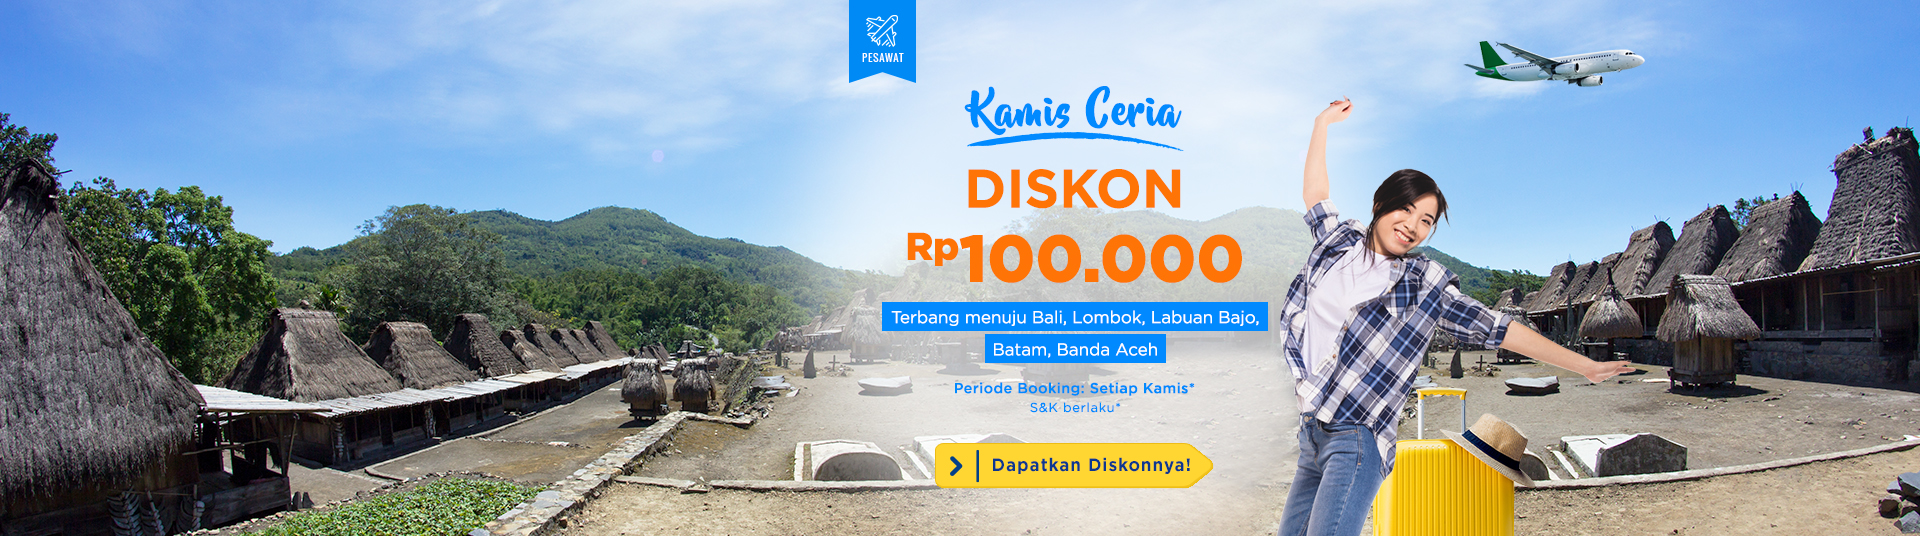 PESAWAT
Kamis Ceria
DISKON
Rp100.000
Terbang menuju Bali, Lombok, Labuan Bajo,
Batam, Banda Aceh
Periode Booking: Setiap Kamis*
S&K berlaku*
Dapatkan Diskonnya!